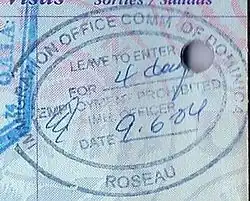 Visas Sorties / Salidas
IMMIGRATION OFFICE COMM. OF DOMINICA
LEAVE TO ENTER
FOR 4 days
EMPLOYMENT PROHIBITED
IMM. OFFICER
DATE 9.6.04
ROSEAU